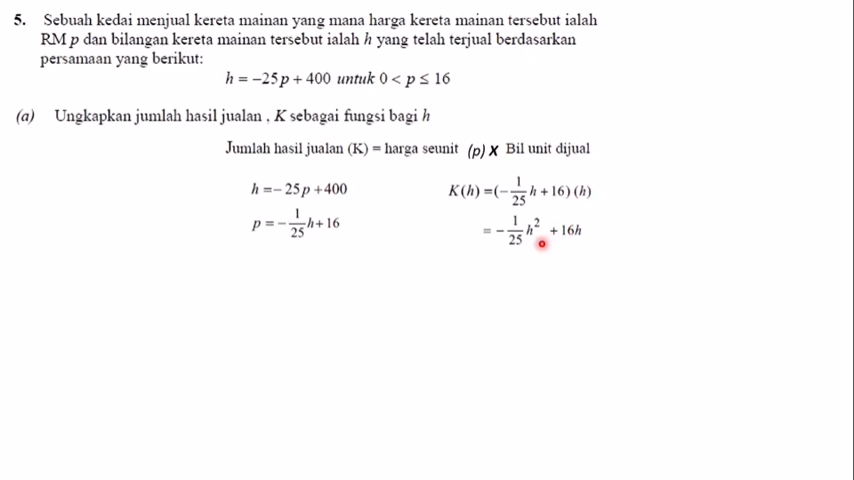 5. Sebuah kedai menjual kereta mainan yang mana harga kereta mainan tersebut ialah
RM p dan bilangan kereta mainan tersebut ialah h yang telah terjual berdasarkan
persamaan yang berikut:
h = −25p + 400 untuk 0 < p ≤ 16
(a) Ungkapkan jumlah hasil jualan , K sebagai fungsi bagi h
Jumlah hasil jualan (K) = harga seunit (p) X Bil unit dijual
h = − 25p + 400
p = − 1/25 h + 16
K(h) = (− 1/25 h + 16) (h)
= − 1/25 h² + 16h